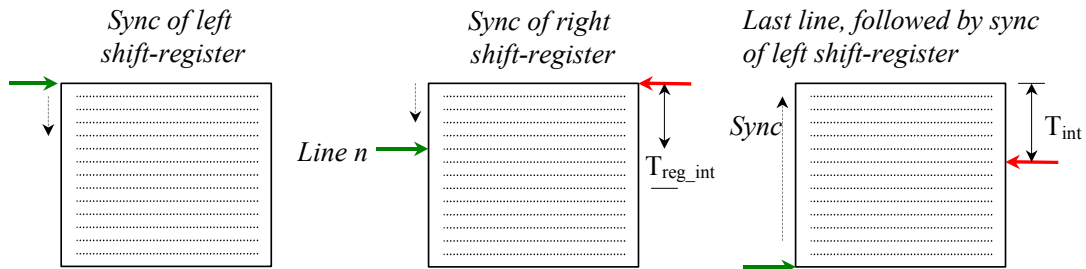 Sync of left
shift-register
Sync of right
shift-register
Last line, followed by sync
of left shift-register
Line n
T_reg_int
Sync
T_int